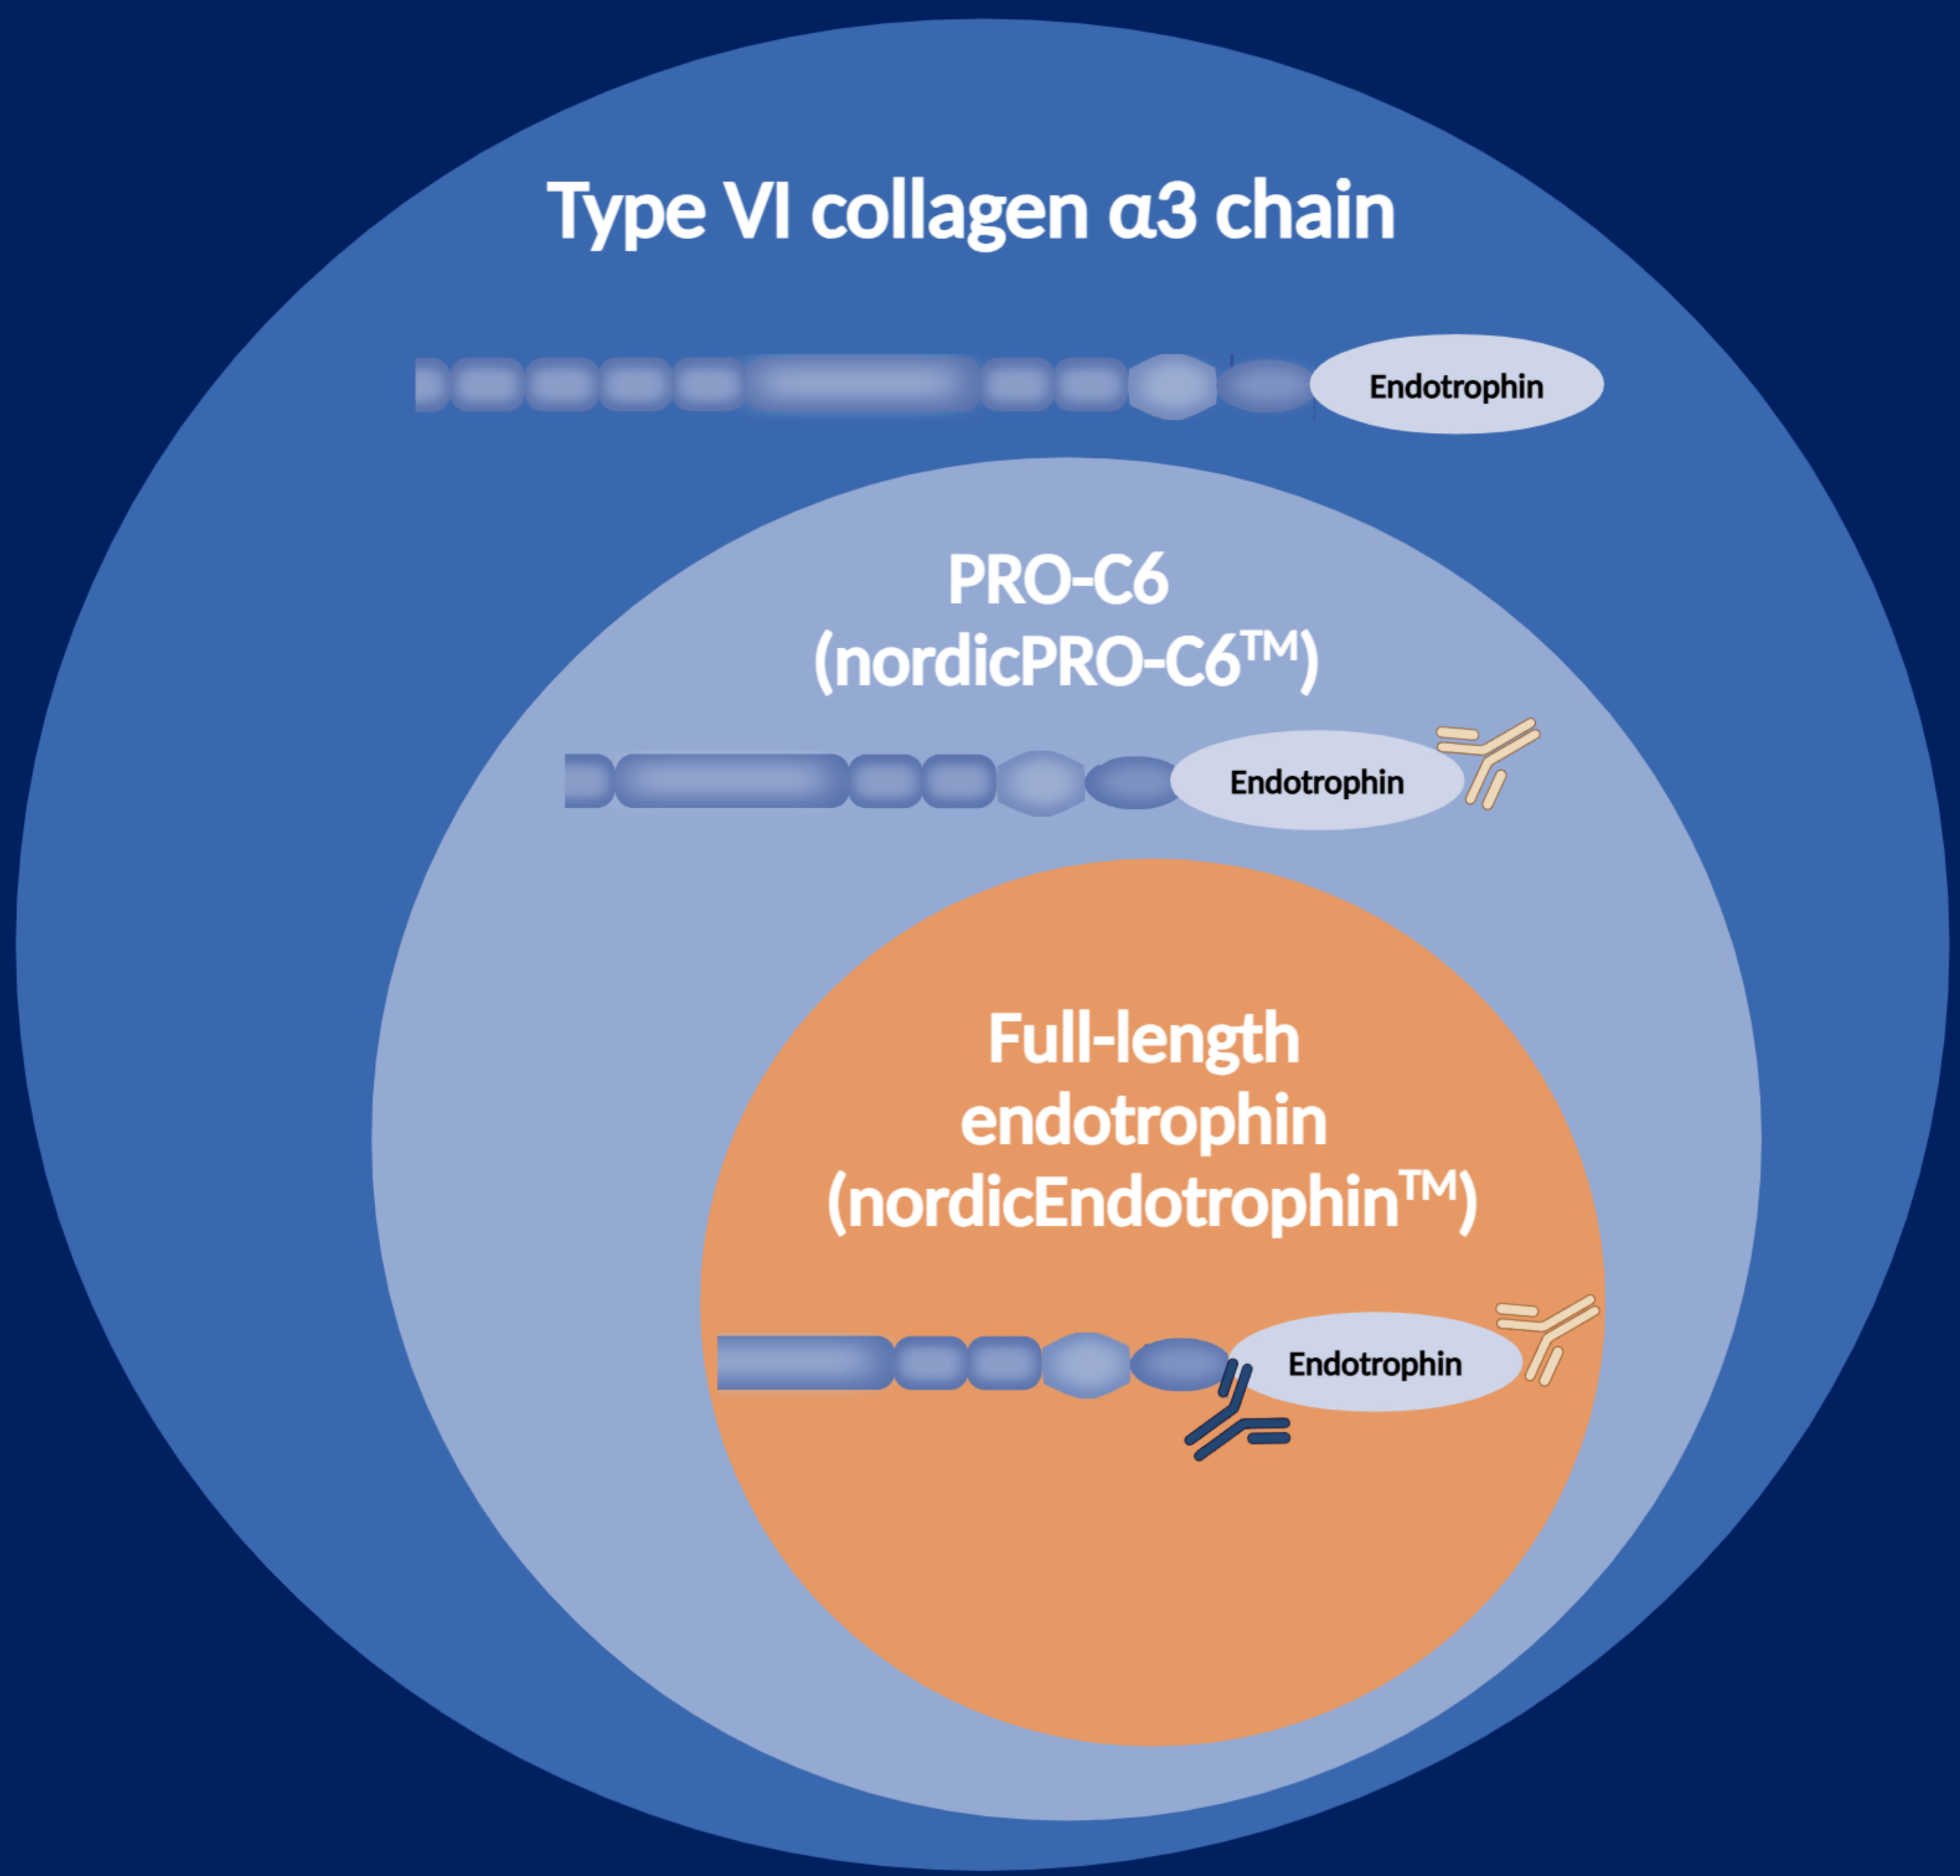 Type VI collagen α3 chain
Endotrophin
PRO-C6
(nordicPRO-C6™)
Endotrophin
Full-length
endotrophin
(nordicEndotrophin™)
Endotrophin